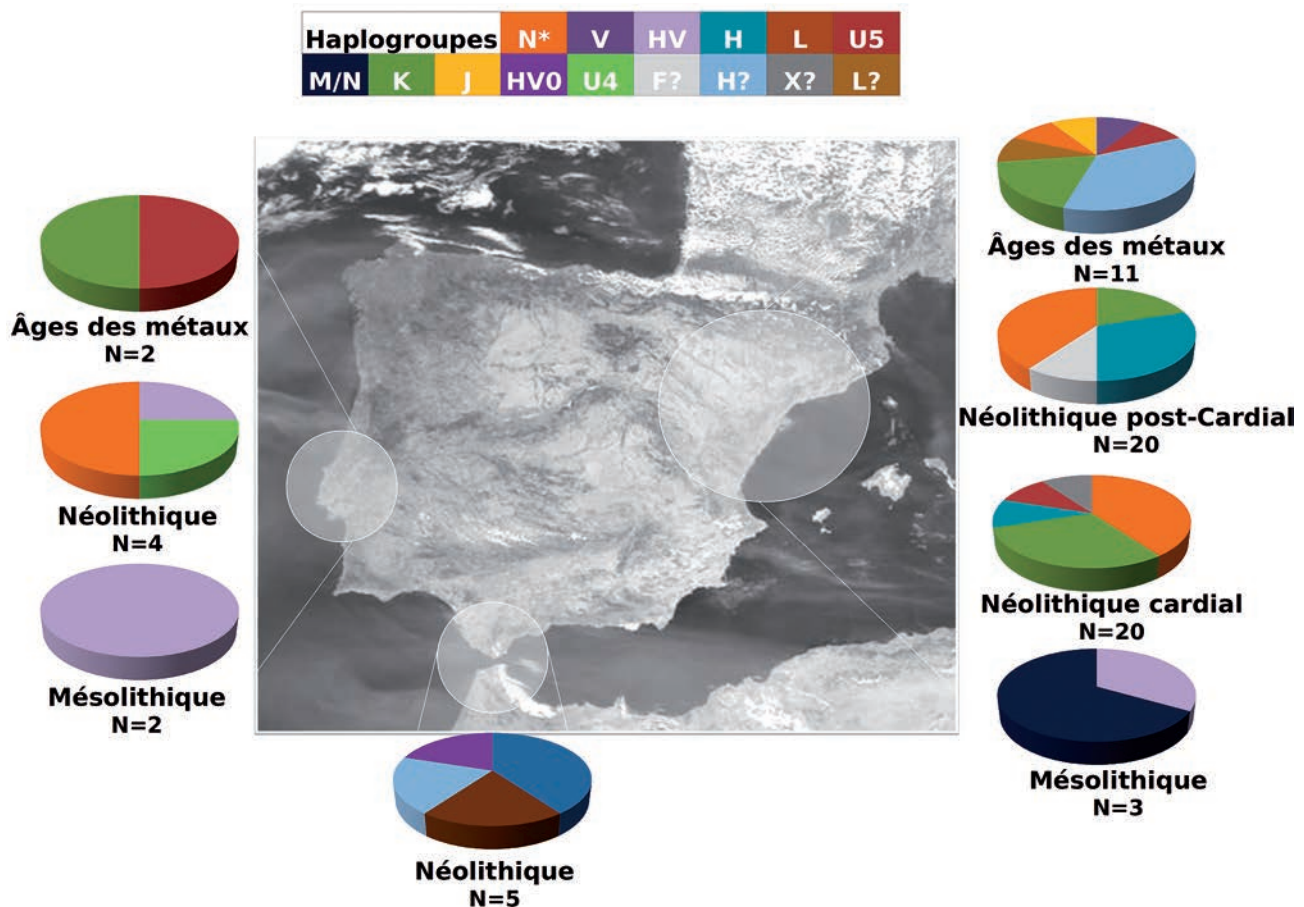 Haplogroupes N* V HV H L U5
M/N K J HV0 U4 F? H? X? L?
Âges des métaux
N=2
Néolithique
N=4
Mésolithique
N=2
Néolithique
N=5
Âges des métaux
N=11
Néolithique post-Cardial
N=20
Néolithique cardial
N=20
Mésolithique
N=3